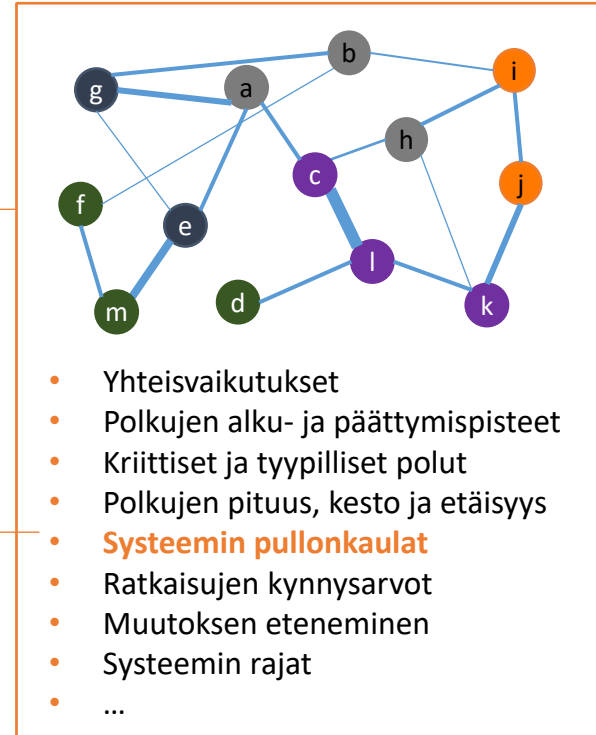 b
i
g
a
h
c
j
f
e
l
d
k
m
• Yhteisvaikutukset
• Polkujen alku- ja päättymispisteet
• Kriittiset ja tyypilliset polut
• Polkujen pituus, kesto ja etäisyys
• Systeemin pullonkaulat
• Ratkaisujen kynnysarvot
• Muutoksen eteneminen
• Systeemin rajat
• ...